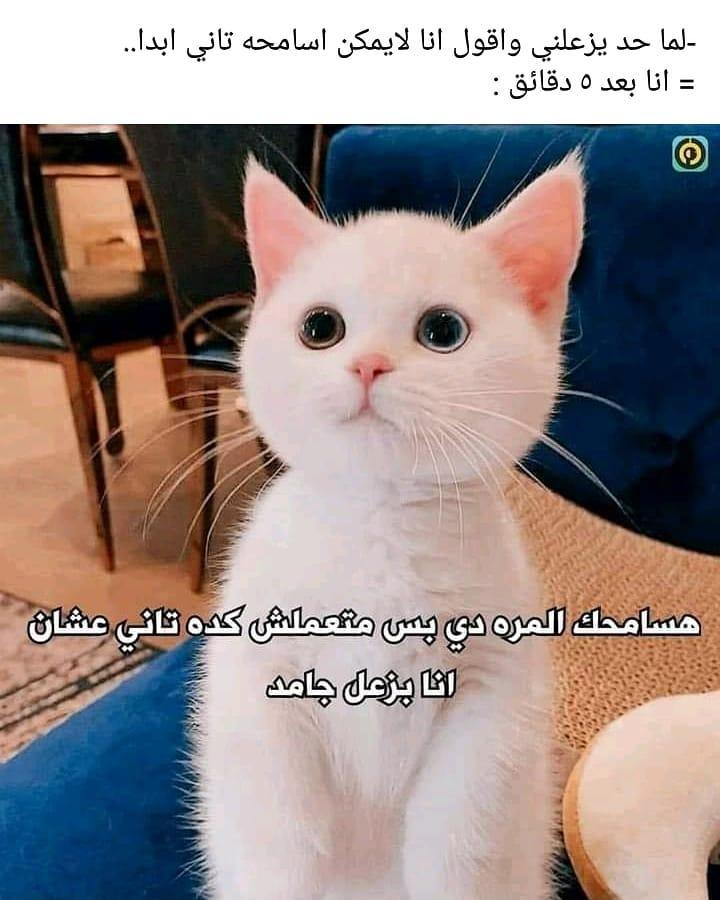 -لما حد يزعلني واقول انا لايمكن اسامحه تاني ابدا..
= انا بعد ٥ دقائق :
هسامحك المره دي بس متعملش كده تاني عشان
انا بزعل جامد